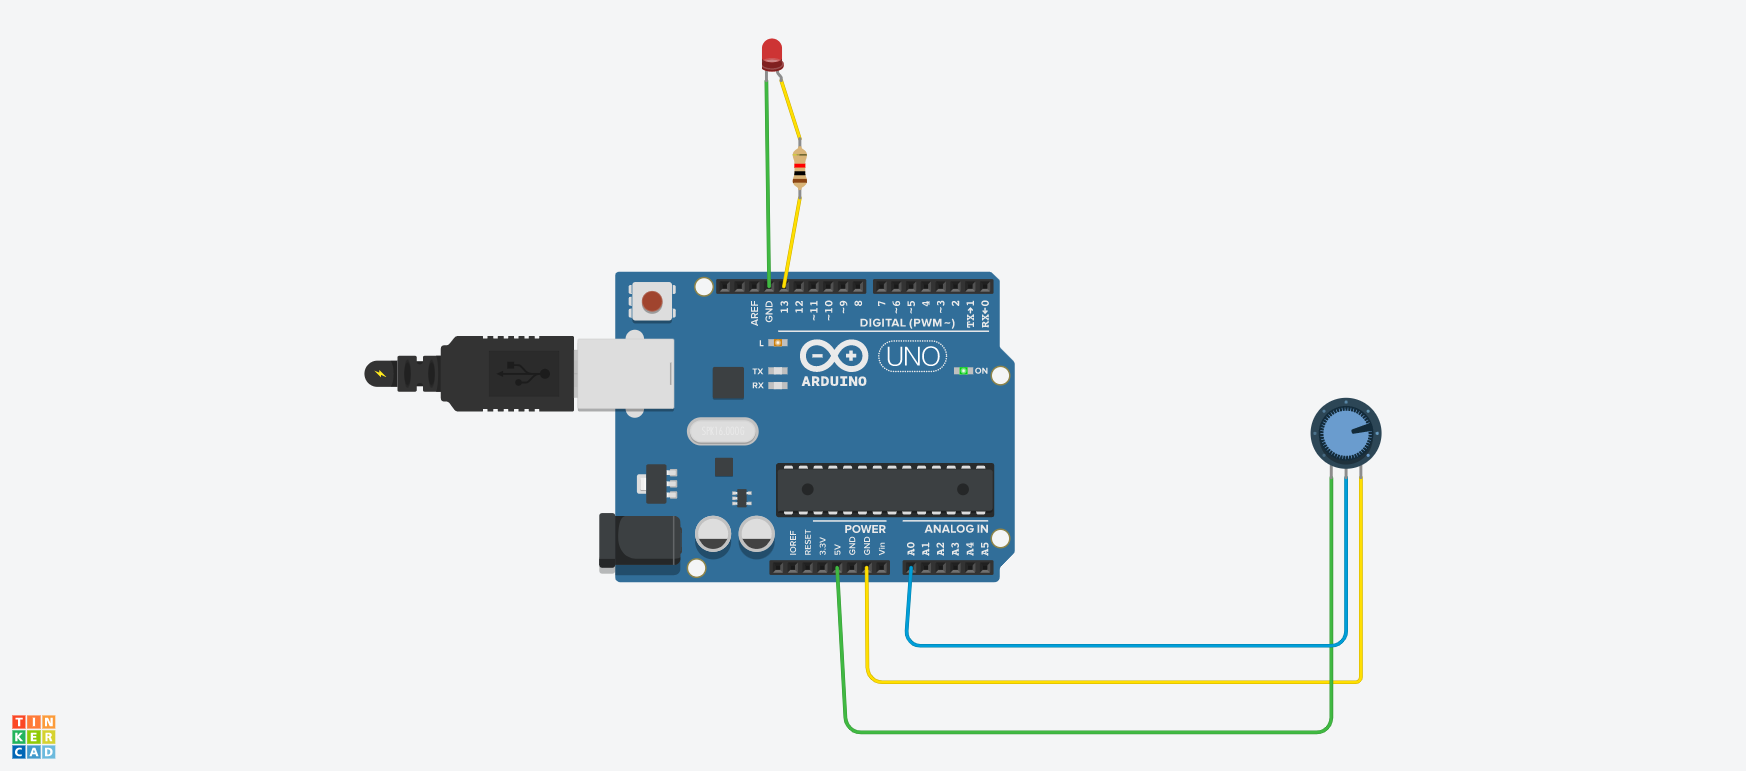 AREF
GND
13
12
~11
~10
~9
8
7
~6
~5
4
~3
2
TX→1
RX←0
DIGITAL (PWM~)
L
TX
RX
ARDUINO
UNO
ON
POWER
ANALOG IN
IOREF
RESET
3.3V
5V
GND
GND
Vin
A0
A1
A2
A3
A4
A5
TIN
KER
CAD